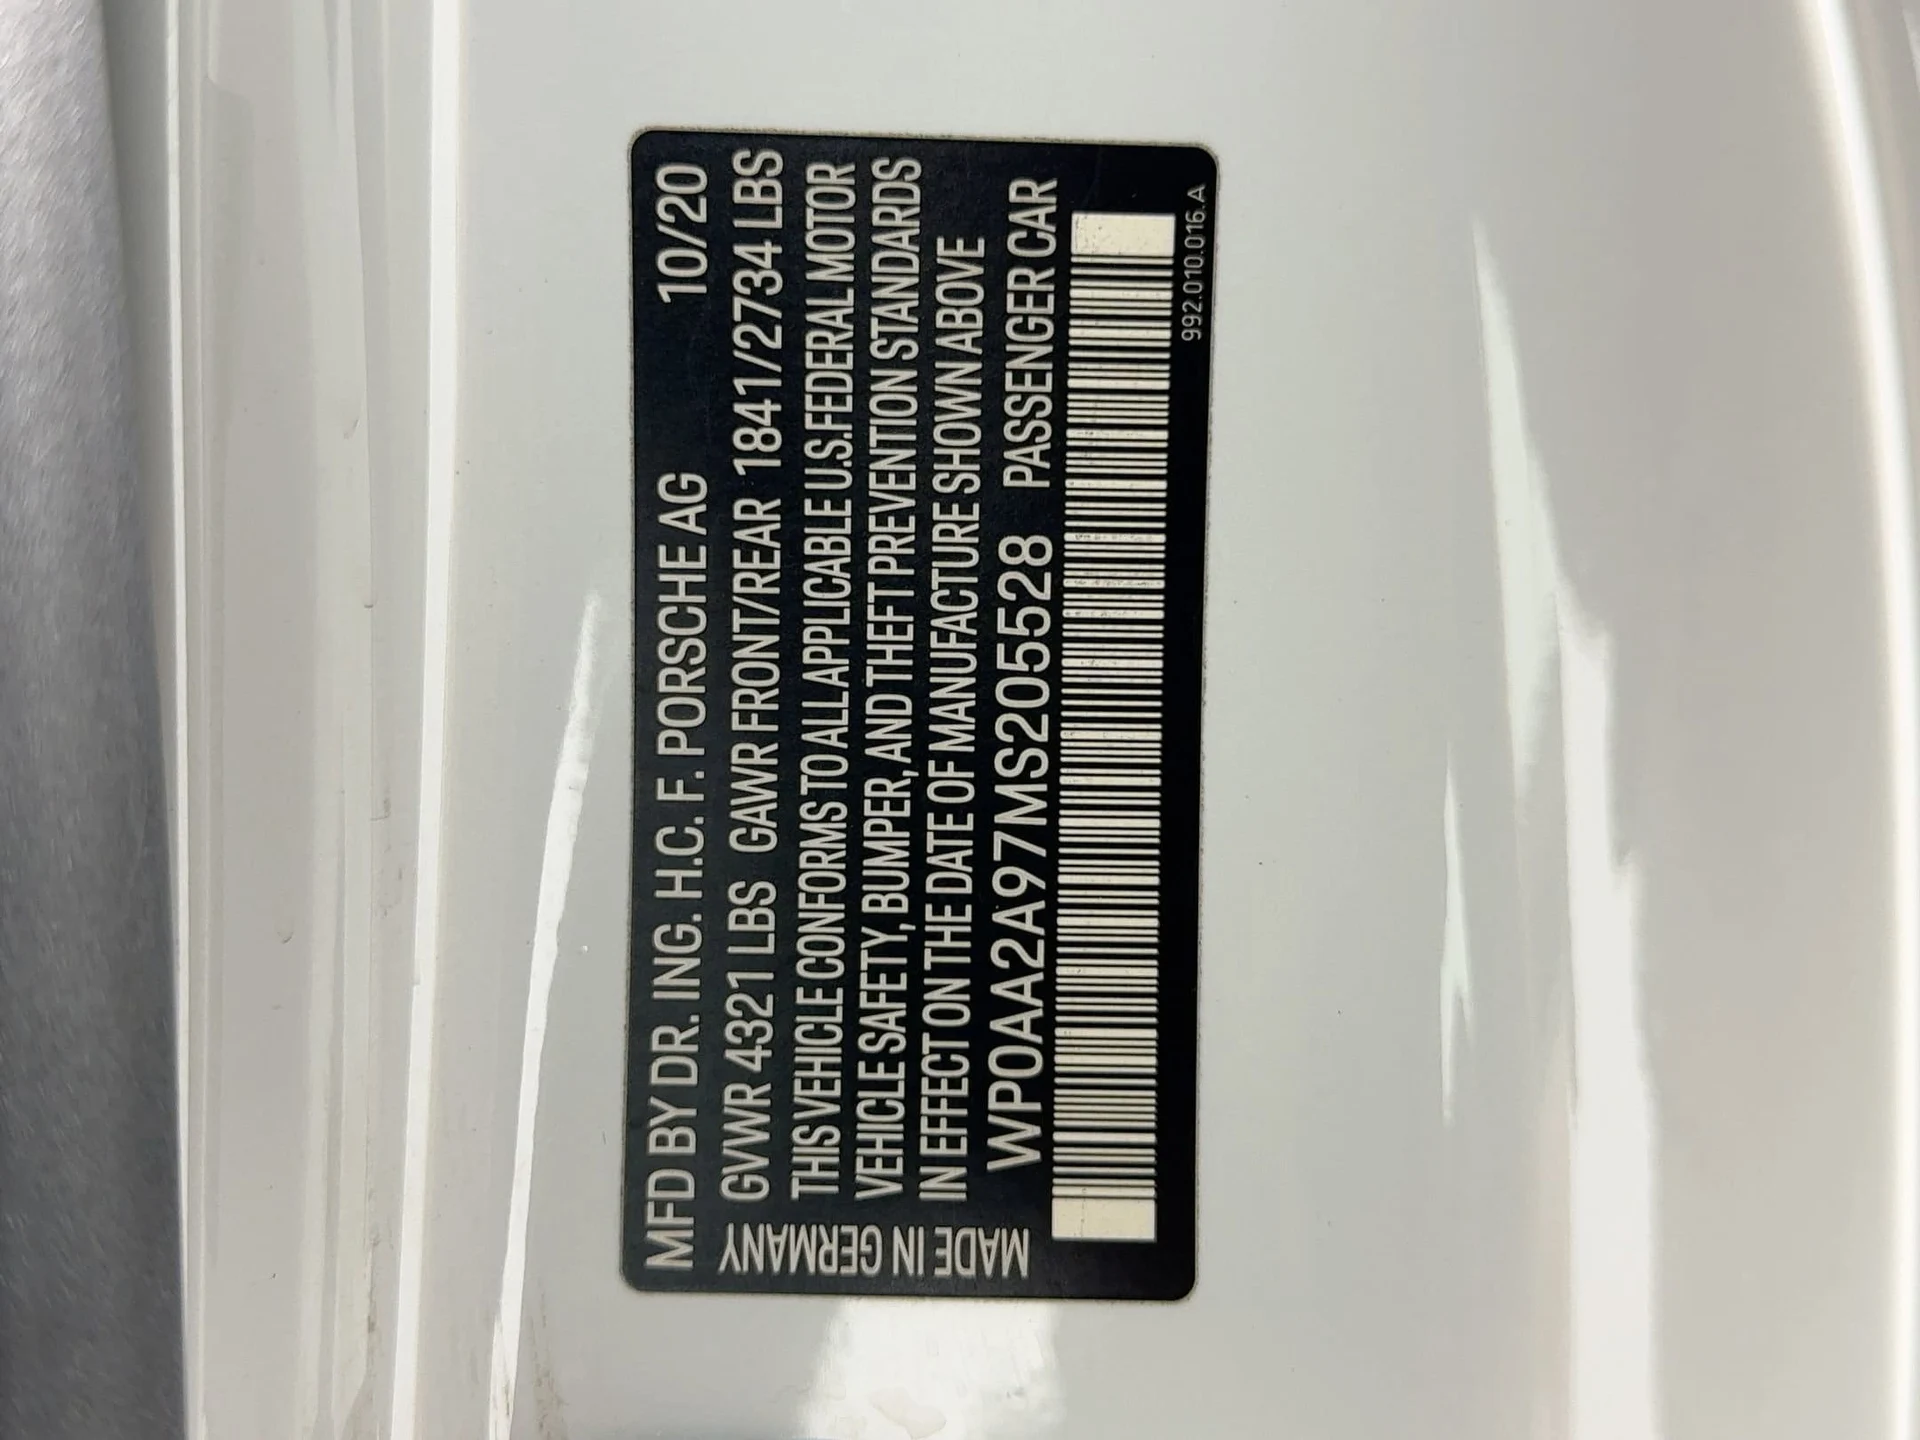 MFD BY DR. ING. H.C. F. PORSCHE AG 10/20
GVWR 4321 LBS GAWR FRONT/REAR 1841/2734 LBS
THIS VEHICLE CONFORMS TO ALL APPLICABLE U.S. FEDERAL MOTOR
VEHICLE SAFETY, BUMPER, AND THEFT PREVENTION STANDARDS
IN EFFECT ON THE DATE OF MANUFACTURE SHOWN ABOVE
WP0AA2A97MS205528 PASSENGER CAR
992.010.016.A
MADE IN GERMANY